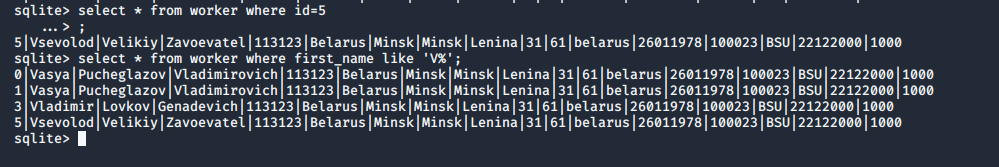 sqlite> select * from worker where id=5
   ...> ;
5|Vsevolod|Velikiy|Zavoevatel|113123|Belarus|Minsk|Minsk|Lenina|31|61|belarus|26011978|100023|BSU|22122000|1000
sqlite> select * from worker where first_name like 'V%';
0|Vasya|Pucheglazov|Vladimirovich|113123|Belarus|Minsk|Minsk|Lenina|31|61|belarus|26011978|100023|BSU|22122000|1000
1|Vasya|Pucheglazov|Vladimirovich|113123|Belarus|Minsk|Minsk|Lenina|31|61|belarus|26011978|100023|BSU|22122000|1000
3|Vladimir|Lovkov|Genadevich|113123|Belarus|Minsk|Minsk|Lenina|31|61|belarus|26011978|100023|BSU|22122000|1000
5|Vsevolod|Velikiy|Zavoevatel|113123|Belarus|Minsk|Minsk|Lenina|31|61|belarus|26011978|100023|BSU|22122000|1000
sqlite>